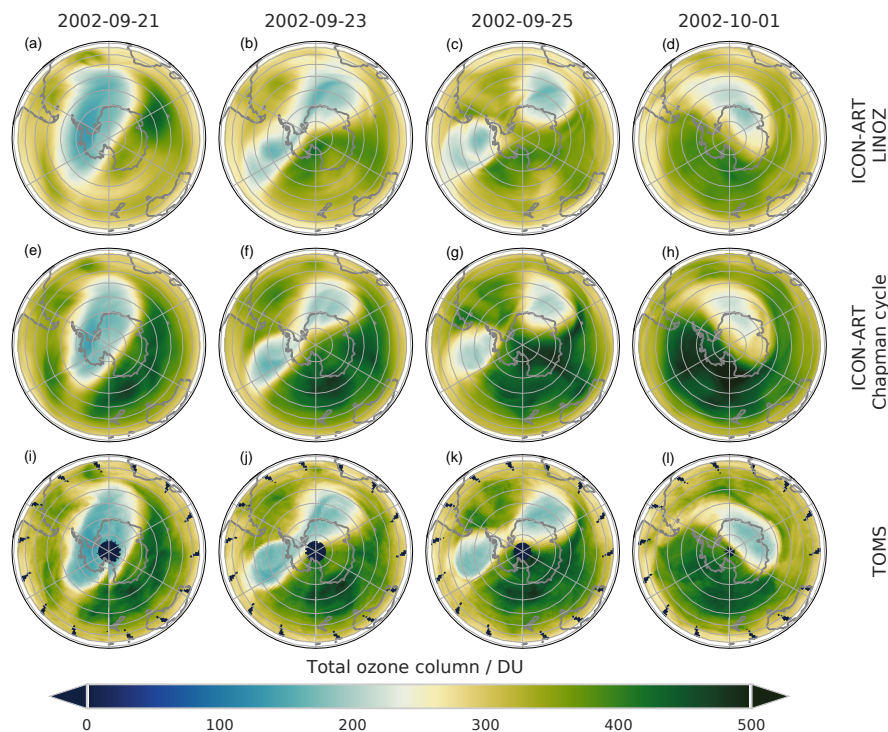 2002-09-21 2002-09-23 2002-09-25 2002-10-01
(a) (b) (c) (d)
ICON-ART
LINOZ
(e) (f) (g) (h)
ICON-ART
Chapman cycle
(i) (j) (k) (l)
TOMS
Total ozone column / DU
0 100 200 300 400 500